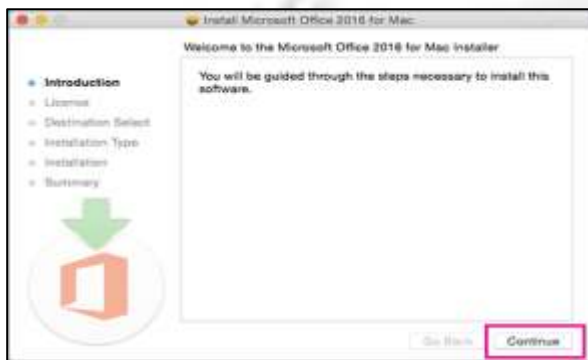 Install Microsoft Office 2016 for Mac
Welcome to the Microsoft Office 2016 for Mac Installer
Introduction
License
Destination Select
Installation Type
Installation
Summary
You will be guided through the steps necessary to install this
software.
Go Back
Continue